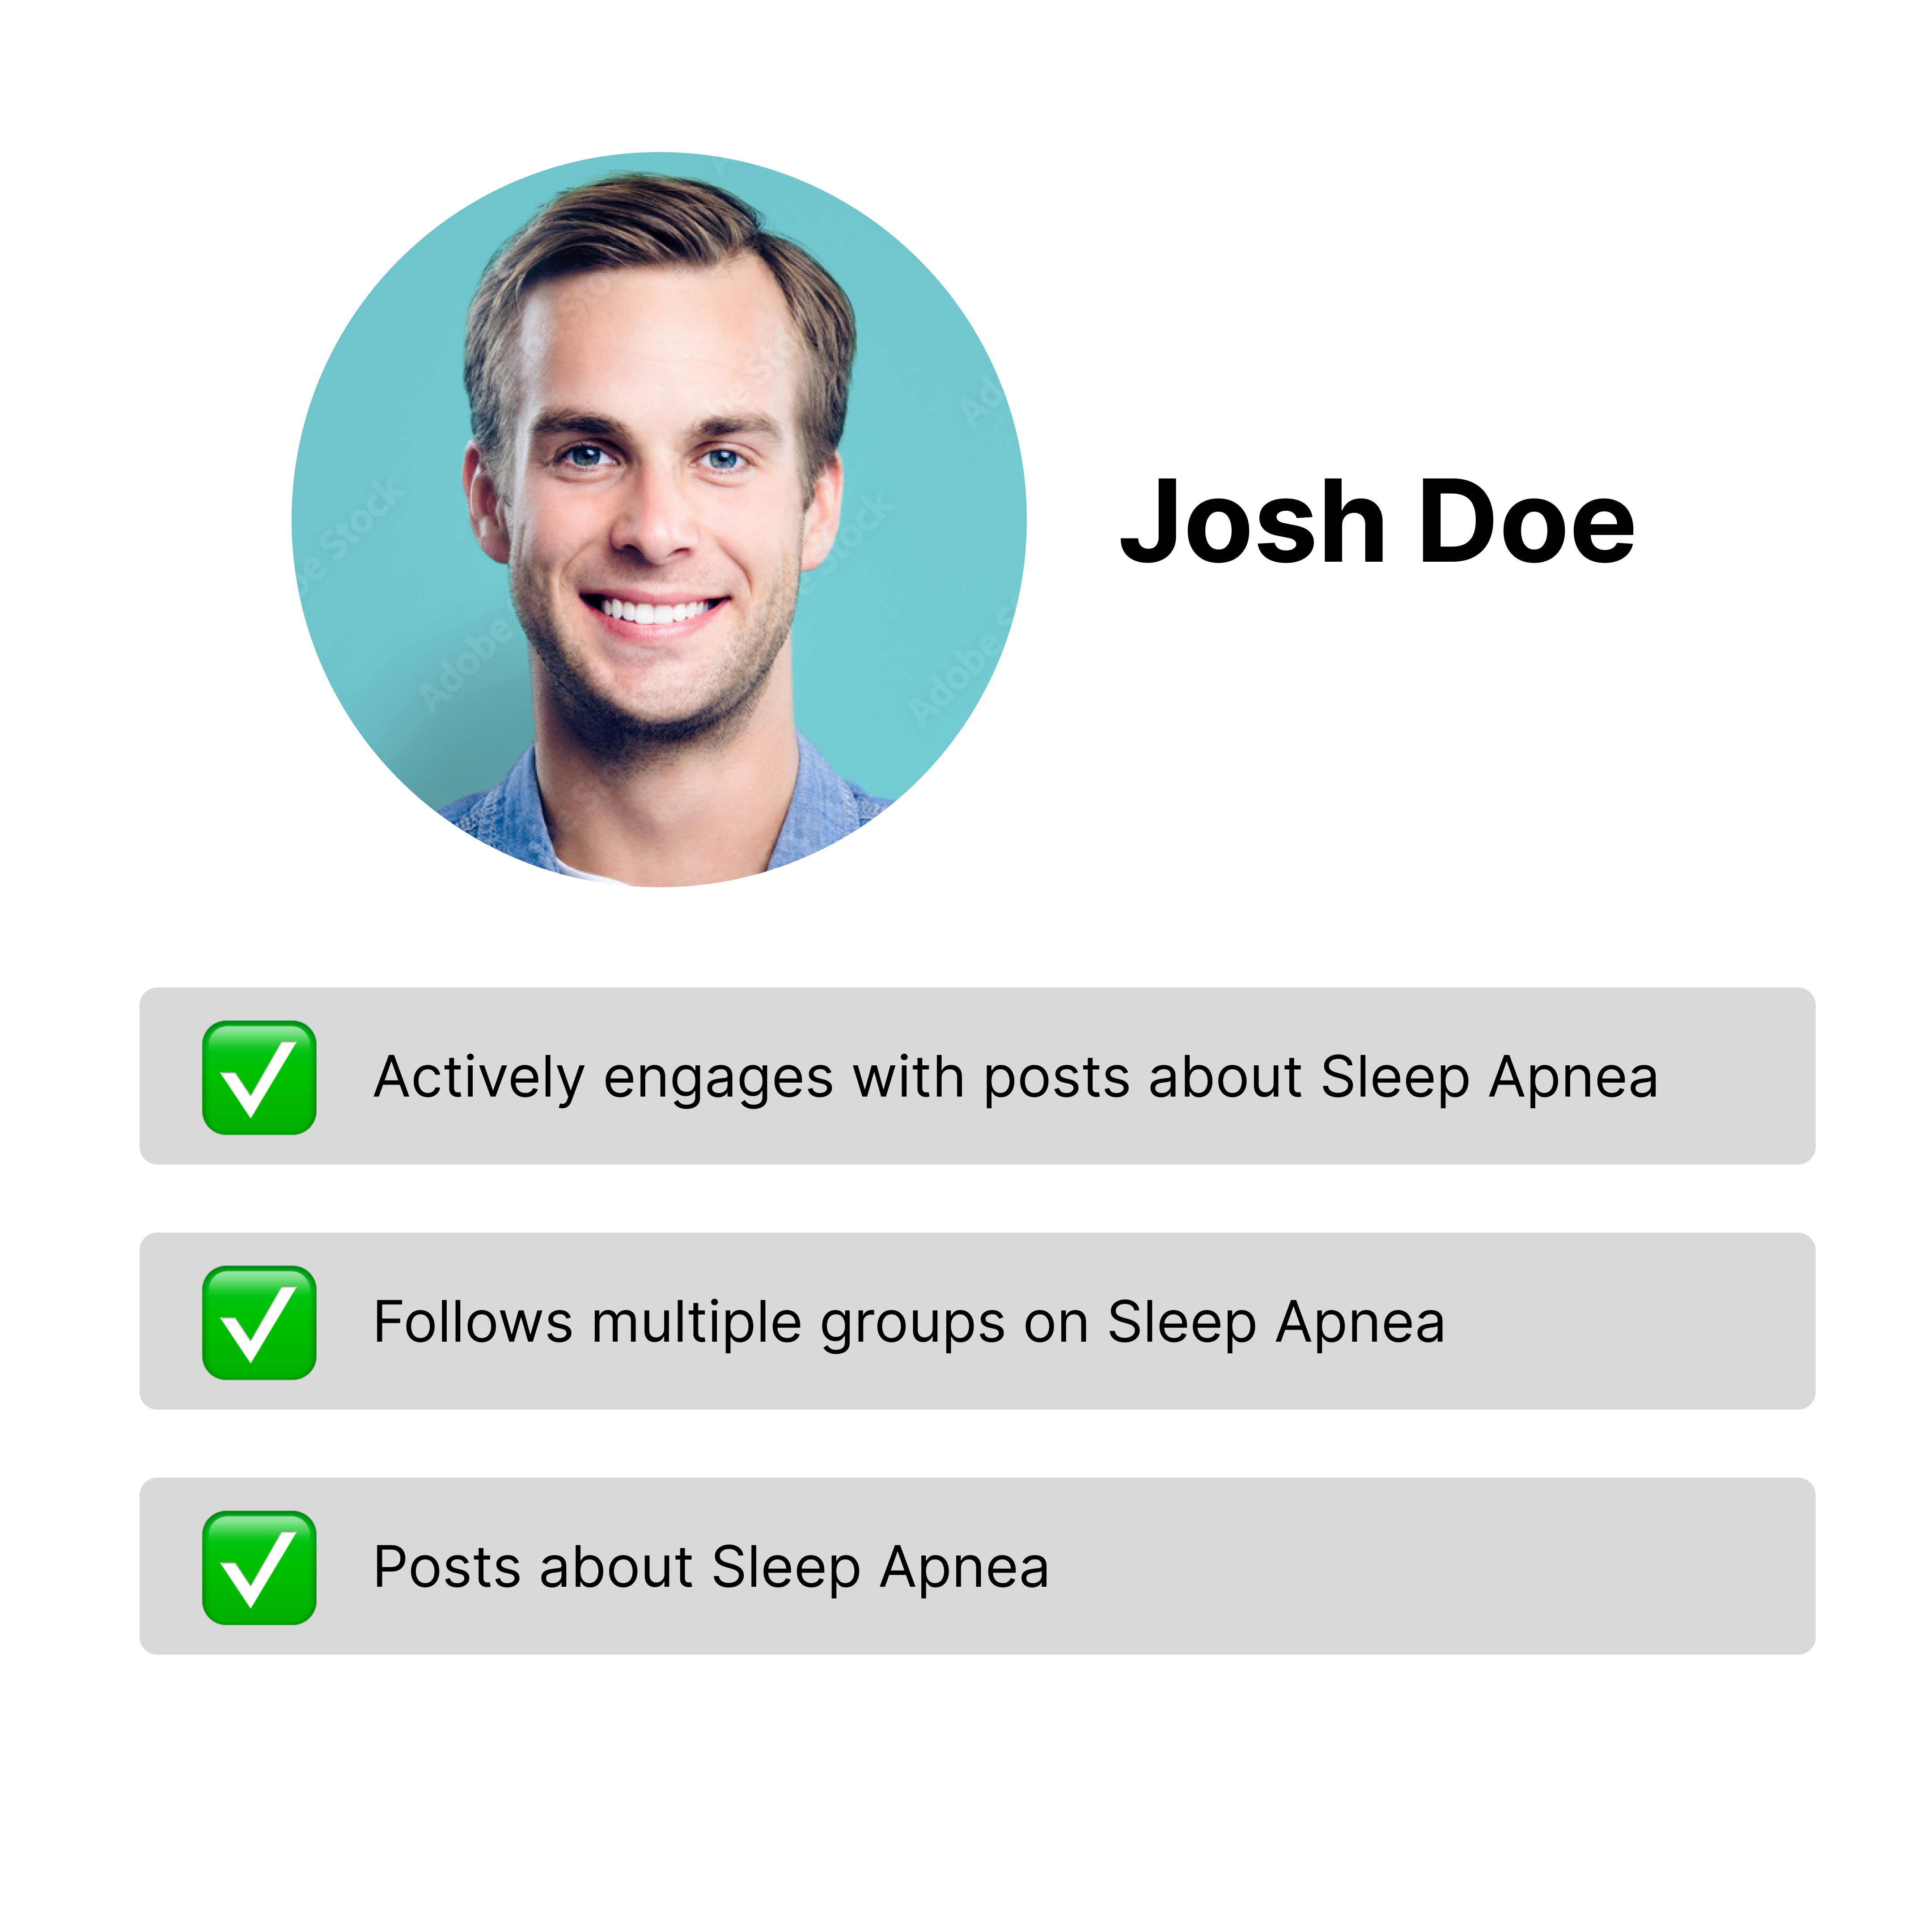 Josh Doe
Actively engages with posts about Sleep Apnea
Follows multiple groups on Sleep Apnea
Posts about Sleep Apnea